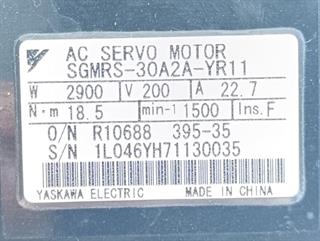 AC SERVO MOTOR
SGMRS-30A2A-YR11
W 2900 V 200 A 22.7
N·m 18.5 min-1 1500 Ins.F
O/N R10688 395-35
S/N 1L046YH71130035
YASKAWA ELECTRIC MADE IN CHINA